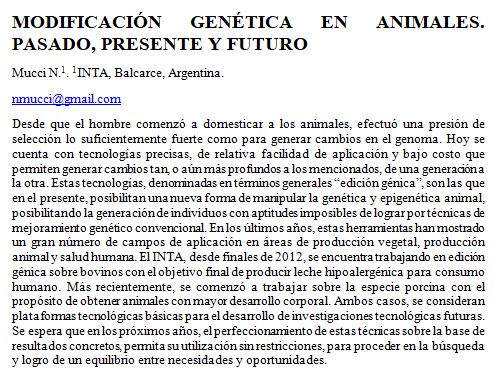 MODIFICACIÓN GENÉTICA EN ANIMALES.
PASADO, PRESENTE Y FUTURO
Mucci N.¹. ¹INTA, Balcarce, Argentina.
nmucci@gmail.com
Desde que el hombre comenzó a domesticar a los animales, efectuó una presión de
selección lo suficientemente fuerte como para generar cambios en el genoma. Hoy se
cuenta con tecnologías precisas, de relativa facilidad de aplicación y bajo costo que
permiten generar cambios tan, o aún más profundos a los mencionados, de una generación a
la otra. Estas tecnologías, denominadas en términos generales “edición génica”, son las que
en el presente, posibilitan una nueva forma de manipular la genética y epigenética animal,
posibilitando la generación de individuos con aptitudes imposibles de lograr por técnicas de
mejoramiento genético convencional. En los últimos años, estas herramientas han mostrado
un gran número de campos de aplicación en áreas de producción vegetal, producción
animal y salud humana. El INTA, desde finales de 2012, se encuentra trabajando en edición
génica sobre bovinos con el objetivo final de producir leche hipoalergénica para consumo
humano. Más recientemente, se comenzó a trabajar sobre la especie porcina con el
propósito de obtener animales con mayor desarrollo corporal. Ambos casos, se consideran
plataformas tecnológicas básicas para el desarrollo de investigaciones tecnológicas futuras.
Se espera que en los próximos años, el perfeccionamiento de estas técnicas sobre la base de
resultados concretos, permita su utilización sin restricciones, para proceder en la búsqueda
y logro de un equilibrio entre necesidades y oportunidades.